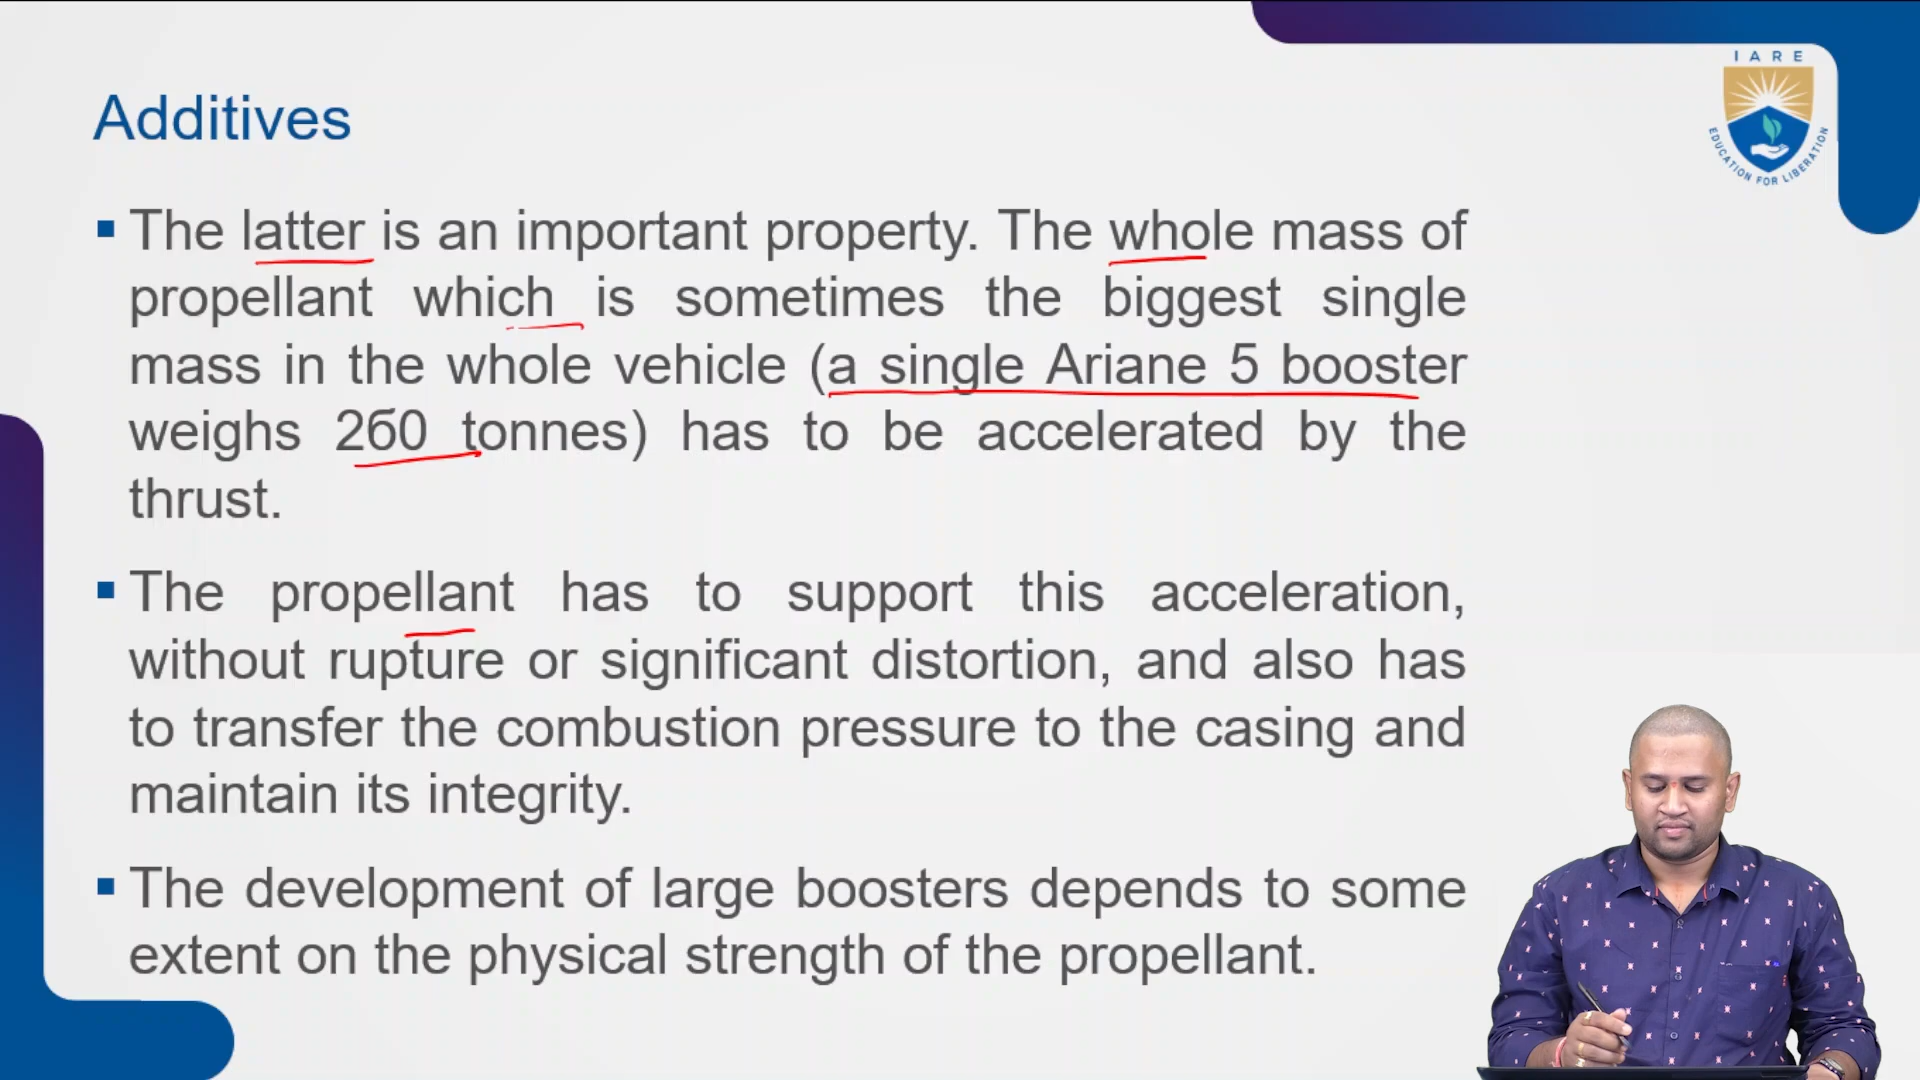 IARE
EDUCATION FOR LIBERATION
Additives
▪ The latter is an important property. The whole mass of
propellant which is sometimes the biggest single
mass in the whole vehicle (a single Ariane 5 booster
weighs 260 tonnes) has to be accelerated by the
thrust.
▪ The propellant has to support this acceleration,
without rupture or significant distortion, and also has
to transfer the combustion pressure to the casing and
maintain its integrity.
▪ The development of large boosters depends to some
extent on the physical strength of the propellant.